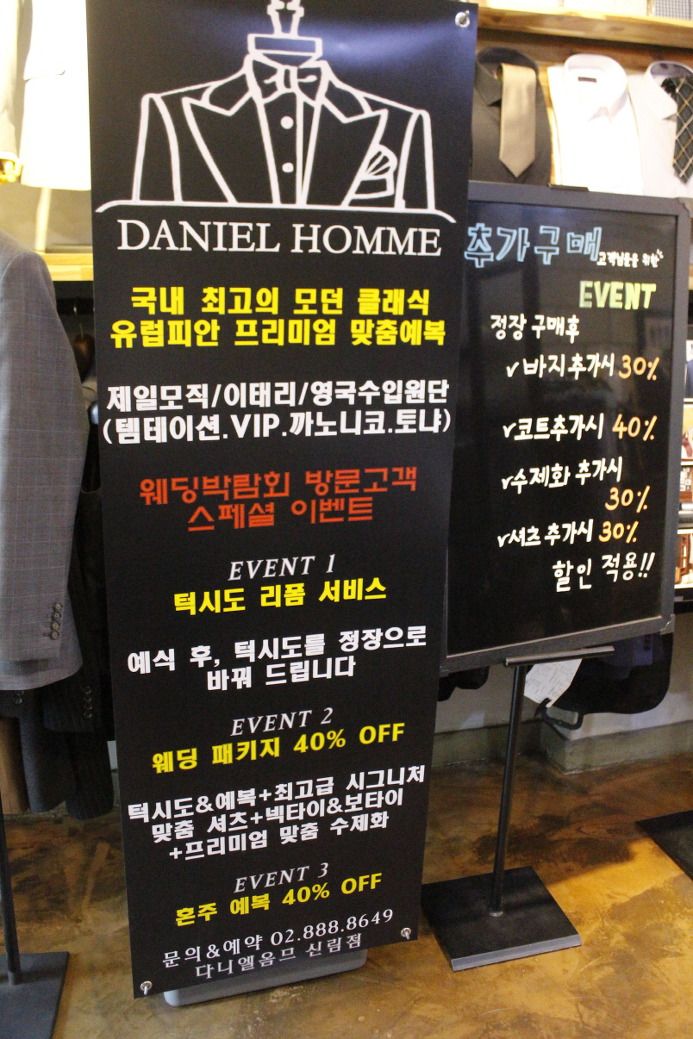 DANIEL HOMME
국내 최고의 모던 클래식
유럽피안 프리미엄 맞춤예복
제일모직/이태리/영국수입원단
(템테이션.VIP.까노니코.토냐)
웨딩박람회 방문고객
스페셜 이벤트
EVENT 1
턱시도 리폼 서비스
예식 후, 턱시도를 정장으로
바꿔 드립니다
EVENT 2
웨딩 패키지 40% OFF
턱시도&예복+최고급 시그니처
맞춤 셔츠+넥타이&보타이
+프리미엄 맞춤 수제화
EVENT 3
혼주 예복 40% OFF
문의&예약 02.888.8649
다니엘옴므 신림점
추가구매 고객님들을 위한
EVENT
정장 구매후
v 바지 추가시 30%
v 코트추가시 40%
v 수제화 추가시
30%
v 셔츠 추가시 30%
할인 적용!!